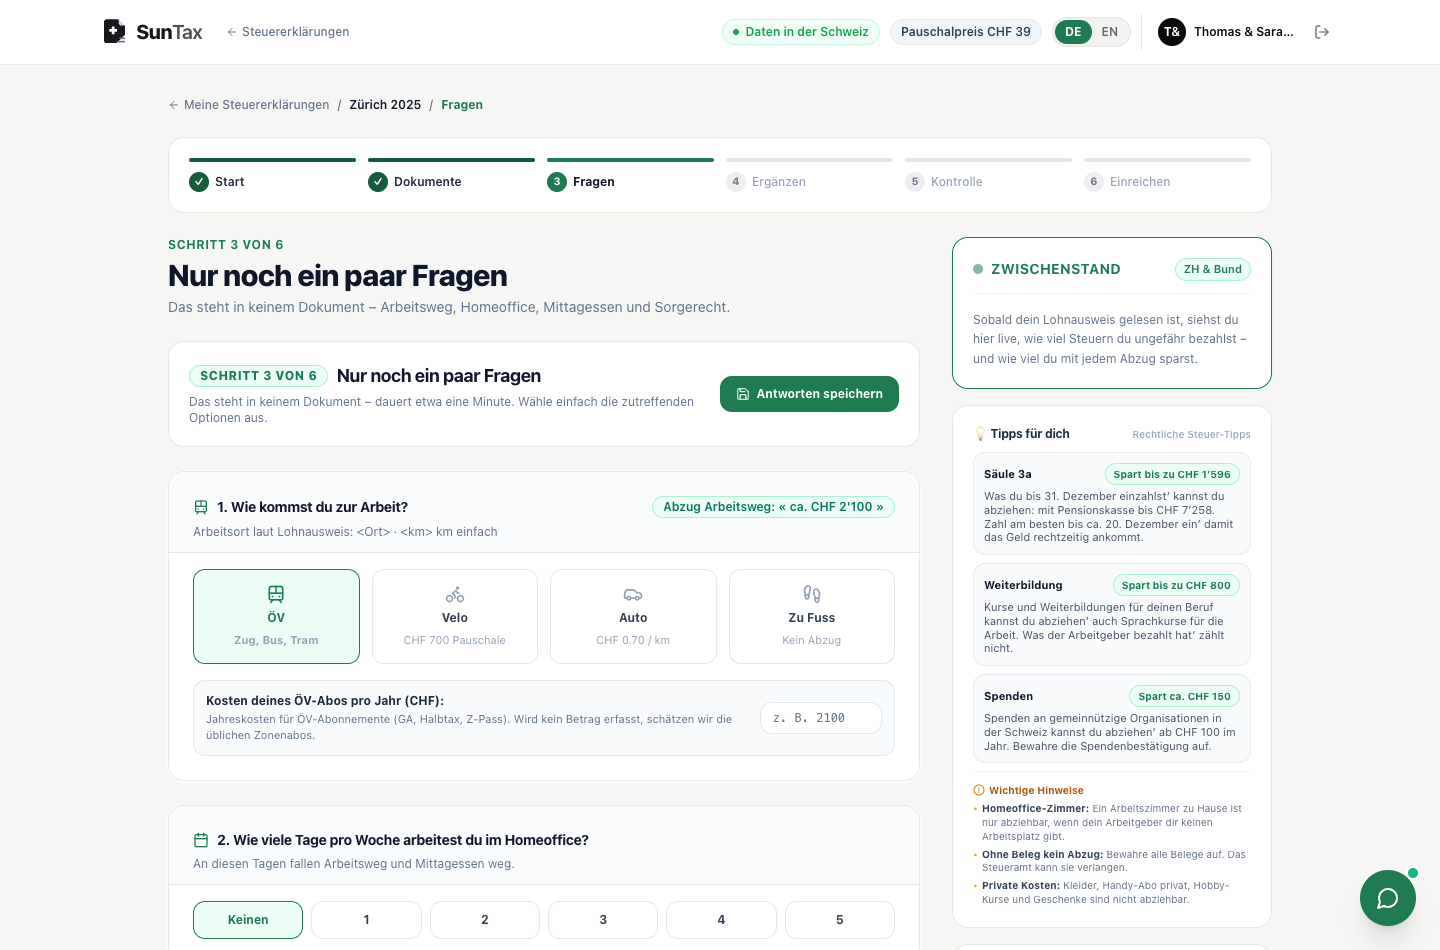 SunTax
← Steuererklärungen
Daten in der Schweiz
Pauschalpreis CHF 39
DE EN
T& Thomas & Sara...
← Meine Steuererklärungen / Zürich 2025 / Fragen
Start
Dokumente
3 Fragen
4 Ergänzen
5 Kontrolle
6 Einreichen
SCHRITT 3 VON 6
Nur noch ein paar Fragen
Das steht in keinem Dokument – Arbeitsweg, Homeoffice, Mittagessen und Sorgerecht.
SCHRITT 3 VON 6 Nur noch ein paar Fragen
Das steht in keinem Dokument – dauert etwa eine Minute. Wähle einfach die zutreffenden
Optionen aus.
Antworten speichern
1. Wie kommst du zur Arbeit?
Abzug Arbeitsweg: « ca. CHF 2'100 »
Arbeitsort laut Lohnausweis: <Ort> · <km> km einfach
ÖV
Zug, Bus, Tram
Velo
CHF 700 Pauschale
Auto
CHF 0.70 / km
Zu Fuss
Kein Abzug
Kosten deines ÖV-Abos pro Jahr (CHF):
Jahreskosten für ÖV-Abonnemente (GA, Halbtax, Z-Pass). Wird kein Betrag erfasst, schätzen wir die
üblichen Zonenabos.
z. B. 2100
2. Wie viele Tage pro Woche arbeitest du im Homeoffice?
An diesen Tagen fallen Arbeitsweg und Mittagessen weg.
Keinen 1 2 3 4 5
ZWISCHENSTAND
ZH & Bund
Sobald dein Lohnausweis gelesen ist, siehst du
hier live, wie viel Steuern du ungefähr bezahlst –
und wie viel du mit jedem Abzug sparst.
Tipps für dich
Rechtliche Steuer-Tipps
Säule 3a
Spart bis zu CHF 1’596
Was du bis 31. Dezember einzahlst’ kannst du
abziehen: mit Pensionskasse bis CHF 7’258.
Zahl am besten bis ca. 20. Dezember ein’ damit
das Geld rechtzeitig ankommt.
Weiterbildung
Spart bis zu CHF 800
Kurse und Weiterbildungen für deinen Beruf
kannst du abziehen’ auch Sprachkurse für die
Arbeit. Was der Arbeitgeber bezahlt hat’ zählt
nicht.
Spenden
Spart ca. CHF 150
Spenden an gemeinnützige Organisationen in
der Schweiz kannst du abziehen’ ab CHF 100 im
Jahr. Bewahre die Spendenbestätigung auf.
Wichtige Hinweise
• Homeoffice-Zimmer: Ein Arbeitszimmer zu Hause ist
nur abziehbar, wenn dein Arbeitgeber dir keinen
Arbeitsplatz gibt.
• Ohne Beleg kein Abzug: Bewahre alle Belege auf. Das
Steueramt kann sie verlangen.
• Private Kosten: Kleider, Handy-Abo privat, Hobby-
Kurse und Geschenke sind nicht abziehbar.